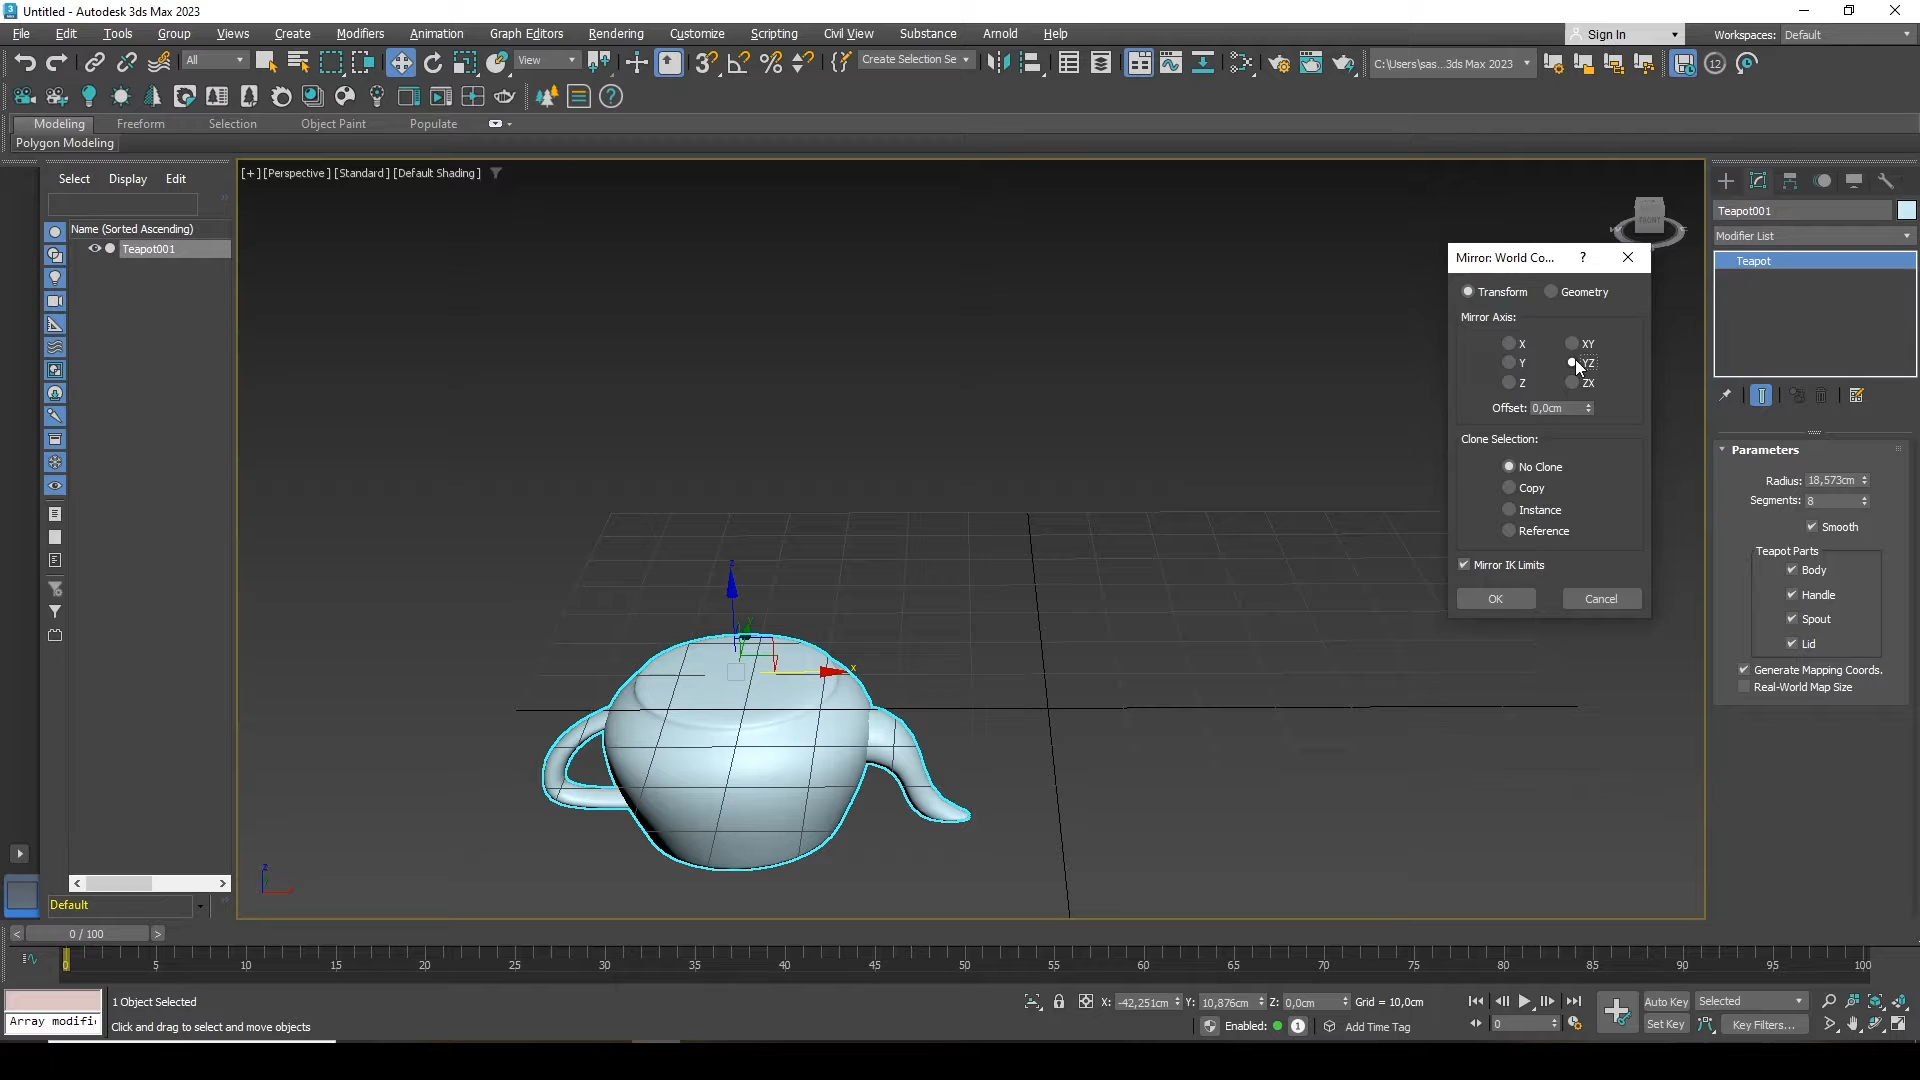 Untitled - Autodesk 3ds Max 2023
File Edit Tools Group Views Create Modifiers Animation Graph Editors Rendering Customize Scripting Civil View Substance Arnold Help
Sign In
Workspaces: Default
All
View
Create Selection Se
C:\Users\sas...3ds Max 2023
12
Modeling Freeform Selection Object Paint Populate
Polygon Modeling
Select Display Edit
Name (Sorted Ascending)
Teapot001
Default
[+] [Perspective] [Standard] [Default Shading]
FRONT
z
x
z
Mirror: World Co... ?
Transform Geometry
Mirror Axis:
X XY
Y YZ
Z ZX
Offset: 0,0cm
Clone Selection:
No Clone
Copy
Instance
Reference
Mirror IK Limits
OK Cancel
Teapot001
Modifier List
Teapot
Parameters
Radius: 18,573cm
Segments: 8
Smooth
Teapot Parts
Body
Handle
Spout
Lid
Generate Mapping Coords.
Real-World Map Size
< 0 / 100 >
0 5 10 15 20 25 30 35 40 45 50 55 60 65 70 75 80 85 90 95 100
Array modifi
1 Object Selected
Click and drag to select and move objects
X: -42,251cm Y: 10,876cm Z: 0,0cm Grid = 10,0cm
Enabled: 1 Add Time Tag
0
Auto Key Selected
Set Key Key Filters...